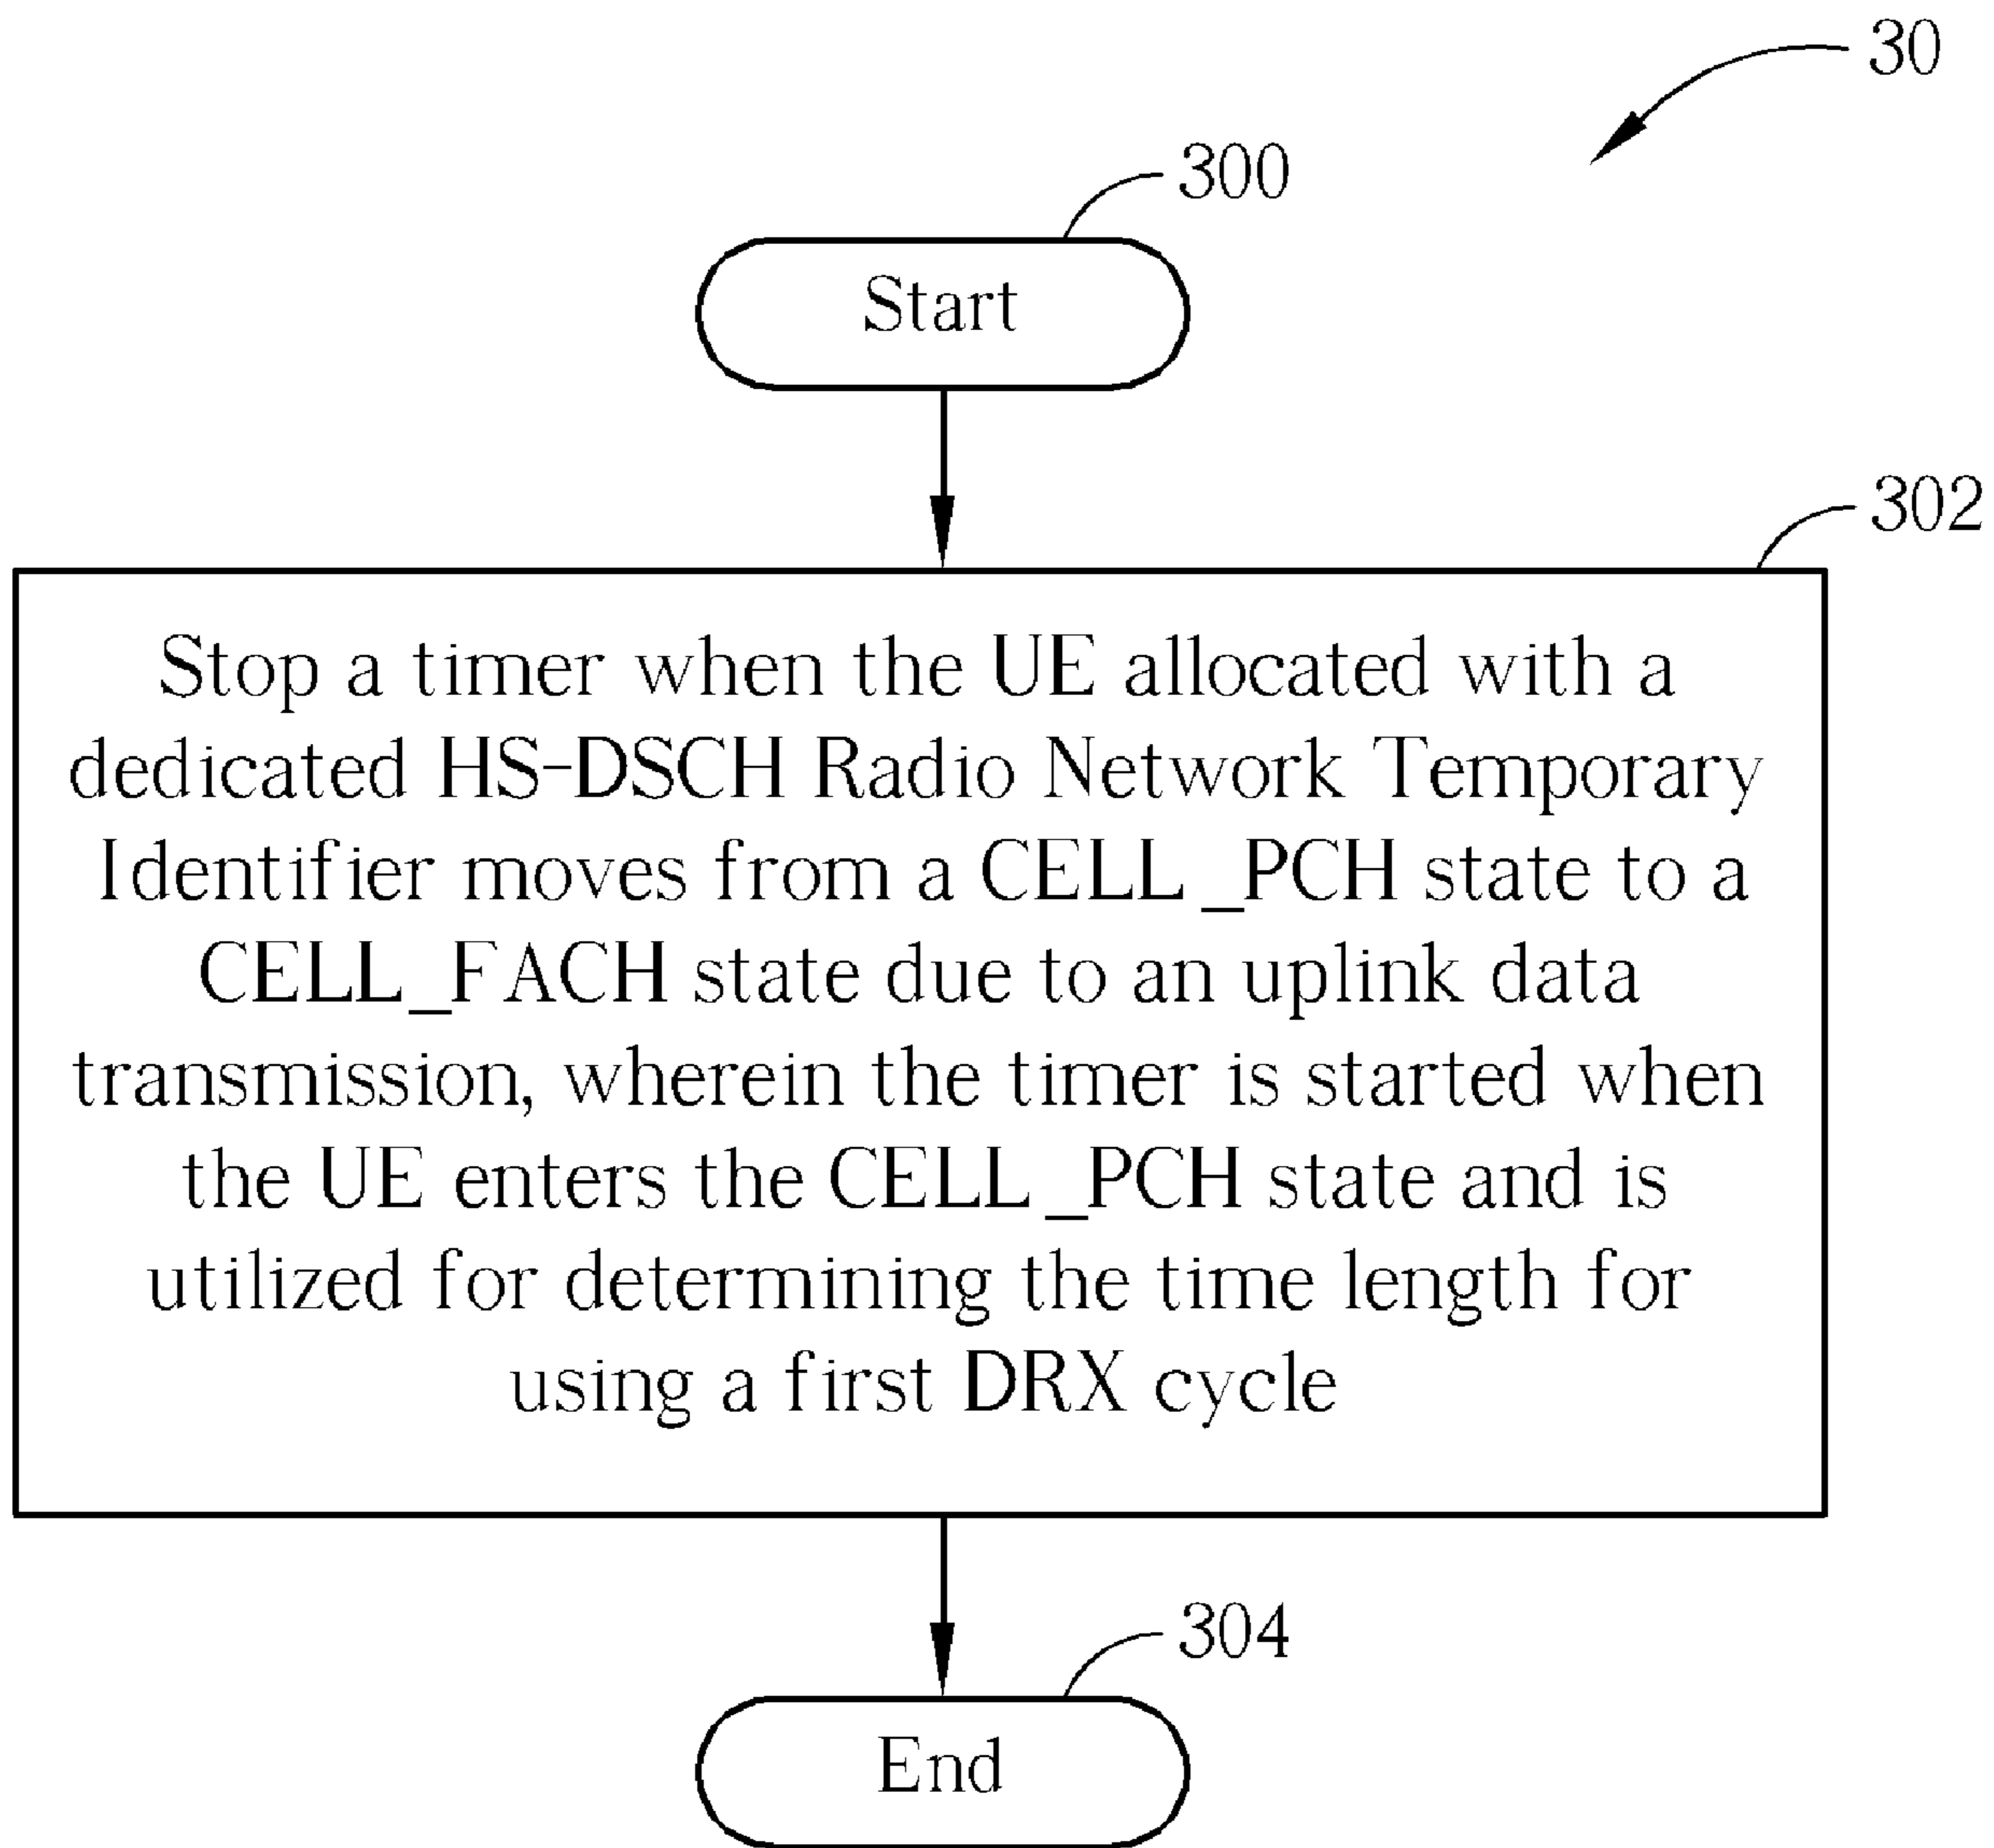 30
300
Start
302
Stop a timer when the UE allocated with a
dedicated HS-DSCH Radio Network Temporary
Identifier moves from a CELL_PCH state to a
CELL_FACH state due to an uplink data
transmission, wherein the timer is started when
the UE enters the CELL_PCH state and is
utilized for determining the time length for
using a first DRX cycle
304
End